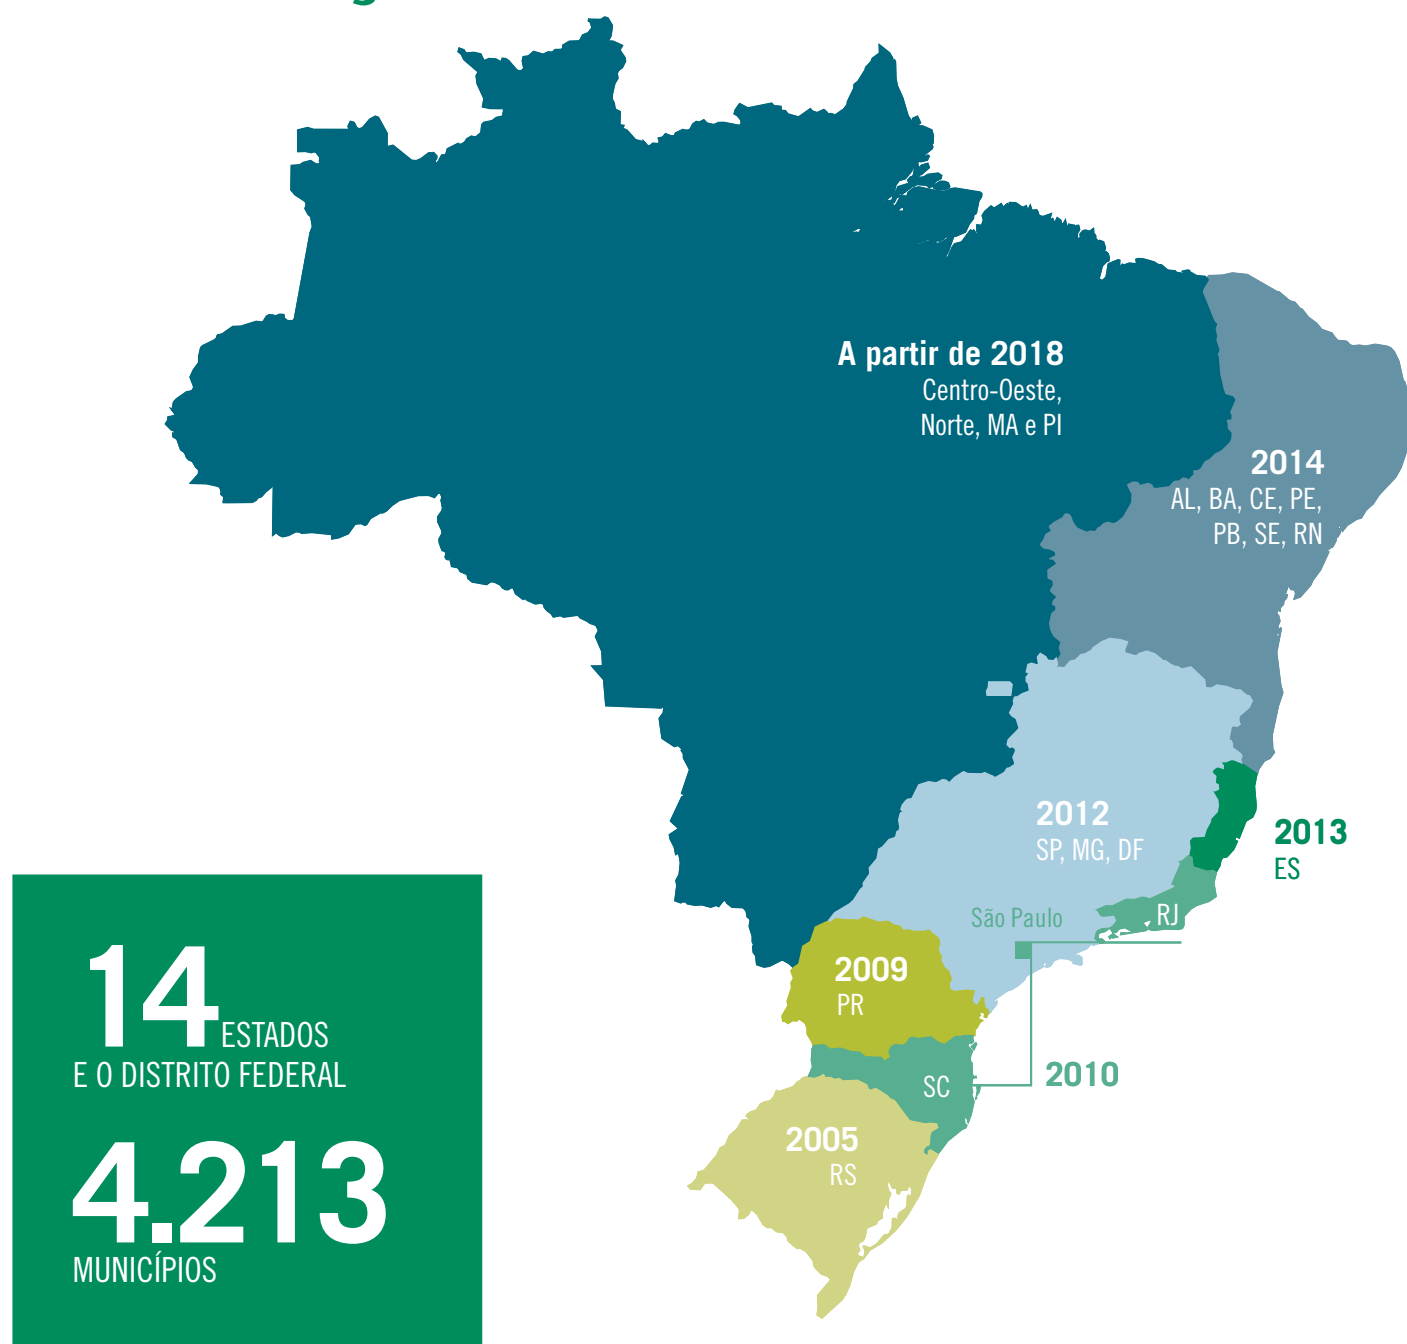 A partir de 2018
Centro-Oeste,
Norte, MA e PI
2014
AL, BA, CE, PE,
PB, SE, RN
2012
SP, MG, DF
2013
ES
São Paulo
RJ
2009
PR
SC
2010
2005
RS
14 ESTADOS
E O DISTRITO FEDERAL
4.213
MUNICÍPIOS